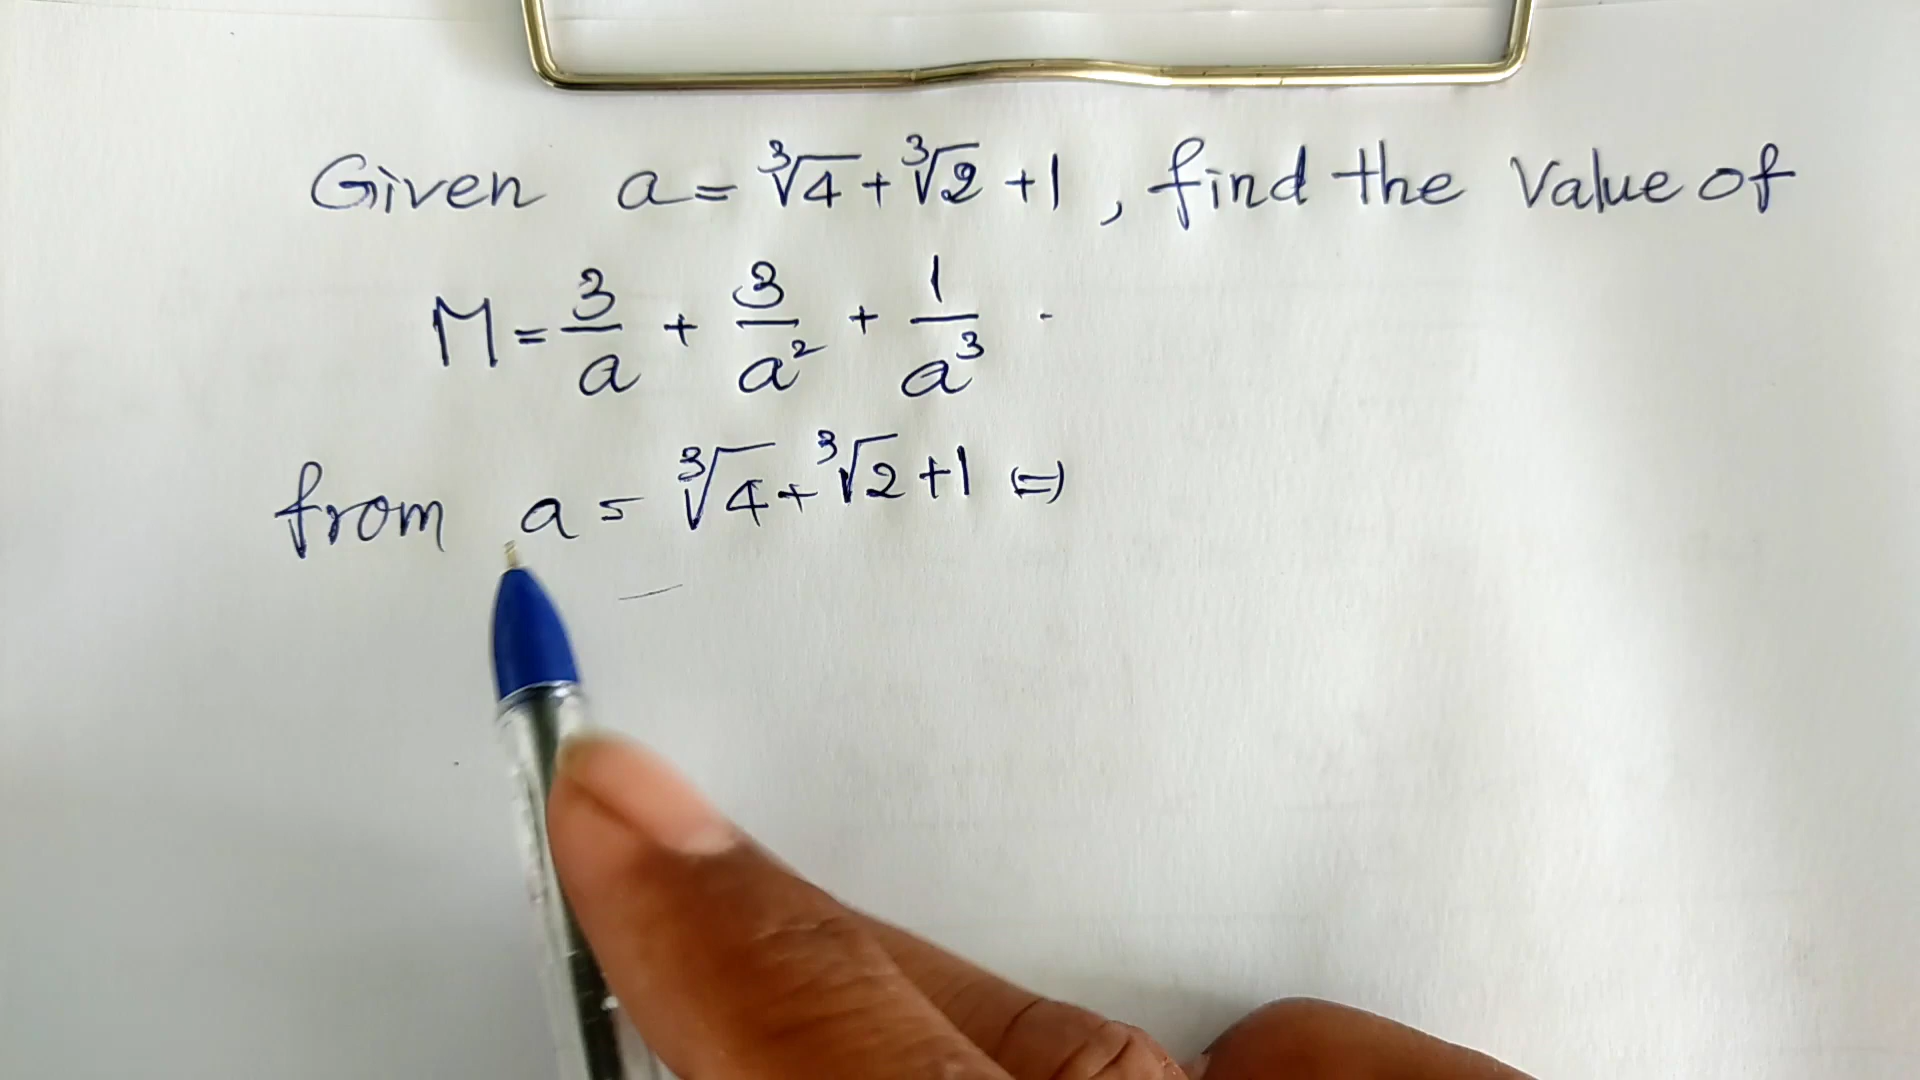 Given a = ∛4 + ∛2 + 1 , find the value of
M = 3/a + 3/a² + 1/a³ .
from a = ∛4 + ∛2 + 1 ⇔